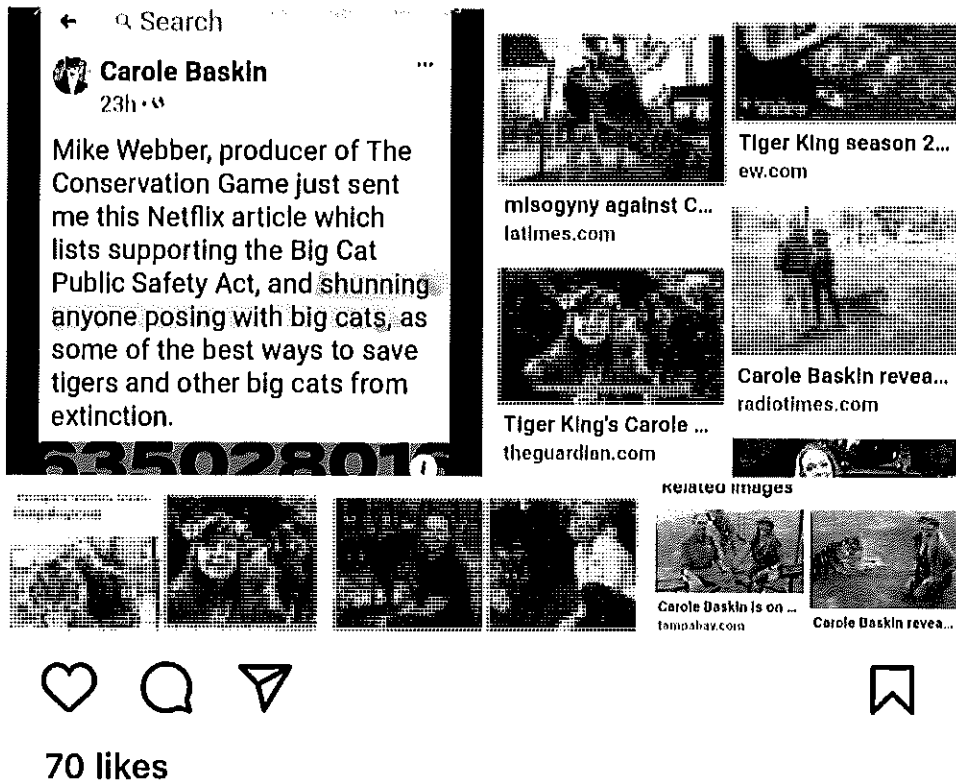 Search
Carole Baskin
23h
Mike Webber, producer of The
Conservation Game just sent
me this Netflix article which
lists supporting the Big Cat
Public Safety Act, and shunning
anyone posing with big cats, as
some of the best ways to save
tigers and other big cats from
extinction.
6350280
misogyny against C...
latimes.com
Tiger King's Carole ...
theguardian.com
Tiger King season 2...
ew.com
Carole Baskin revea...
radiotimes.com
Related images
Carole Baskin is on ...
tampabay.com
Carole Baskin revea...
70 likes